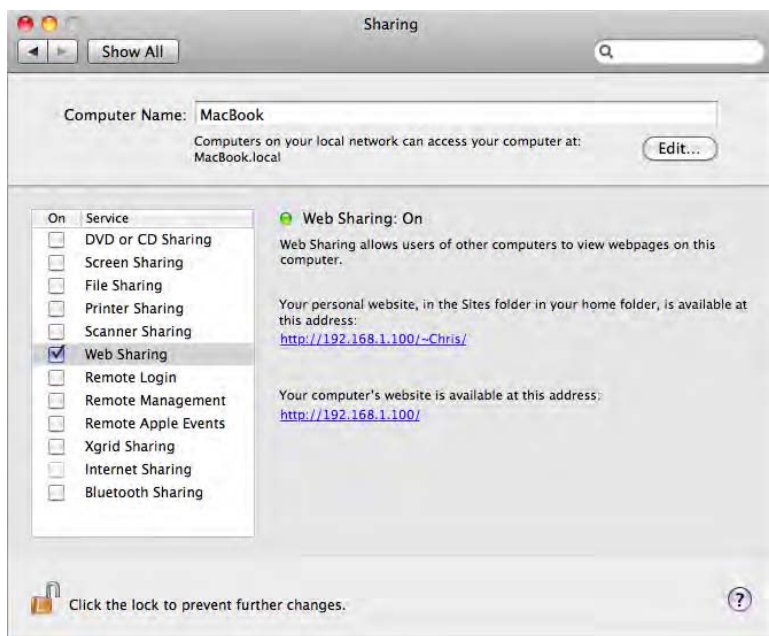 Sharing
Show All
Computer Name: MacBook
Computers on your local network can access your computer at:
MacBook.local
Edit...
On Service
DVD or CD Sharing
Screen Sharing
File Sharing
Printer Sharing
Scanner Sharing
Web Sharing
Remote Login
Remote Management
Remote Apple Events
Xgrid Sharing
Internet Sharing
Bluetooth Sharing
Web Sharing: On
Web Sharing allows users of other computers to view webpages on this
computer.
Your personal website, in the Sites folder in your home folder, is available at
this address:
http://192.168.1.100/~Chris/
Your computer's website is available at this address:
http://192.168.1.100/
Click the lock to prevent further changes.
?